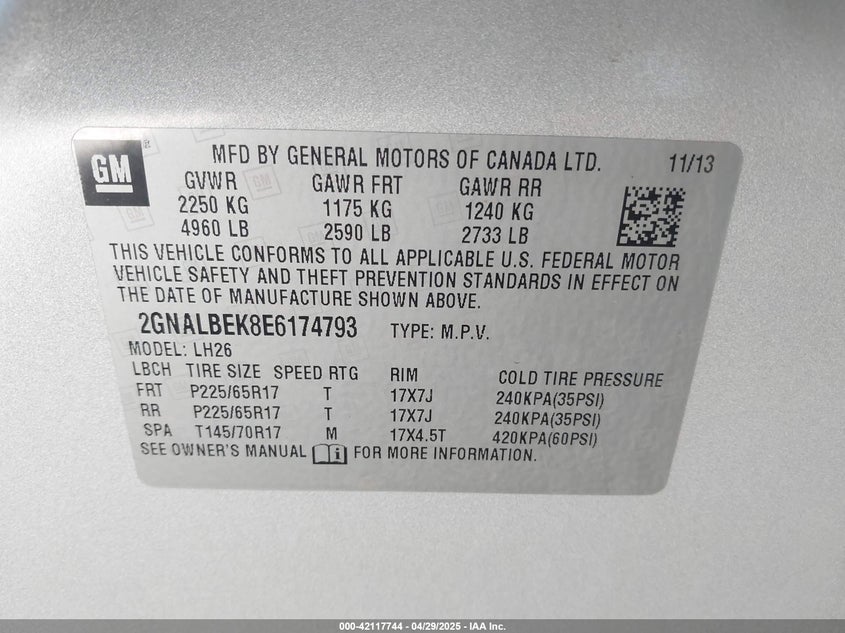 GM
MFD BY GENERAL MOTORS OF CANADA LTD. 11/13
GVWR GAWR FRT GAWR RR
2250 KG 1175 KG 1240 KG
4960 LB 2590 LB 2733 LB
THIS VEHICLE CONFORMS TO ALL APPLICABLE U.S. FEDERAL MOTOR
VEHICLE SAFETY AND THEFT PREVENTION STANDARDS IN EFFECT ON
THE DATE OF MANUFACTURE SHOWN ABOVE.
2GNALBEK8E6174793 TYPE: M.P.V.
MODEL: LH26
LBCH TIRE SIZE SPEED RTG RIM COLD TIRE PRESSURE
FRT P225/65R17 T 17X7J 240KPA(35PSI)
RR P225/65R17 T 17X7J 240KPA(35PSI)
SPA T145/70R17 M 17X4.5T 420KPA(60PSI)
SEE OWNER'S MANUAL i FOR MORE INFORMATION.
000-42117744 / 04/29/2025 - IAA Inc.